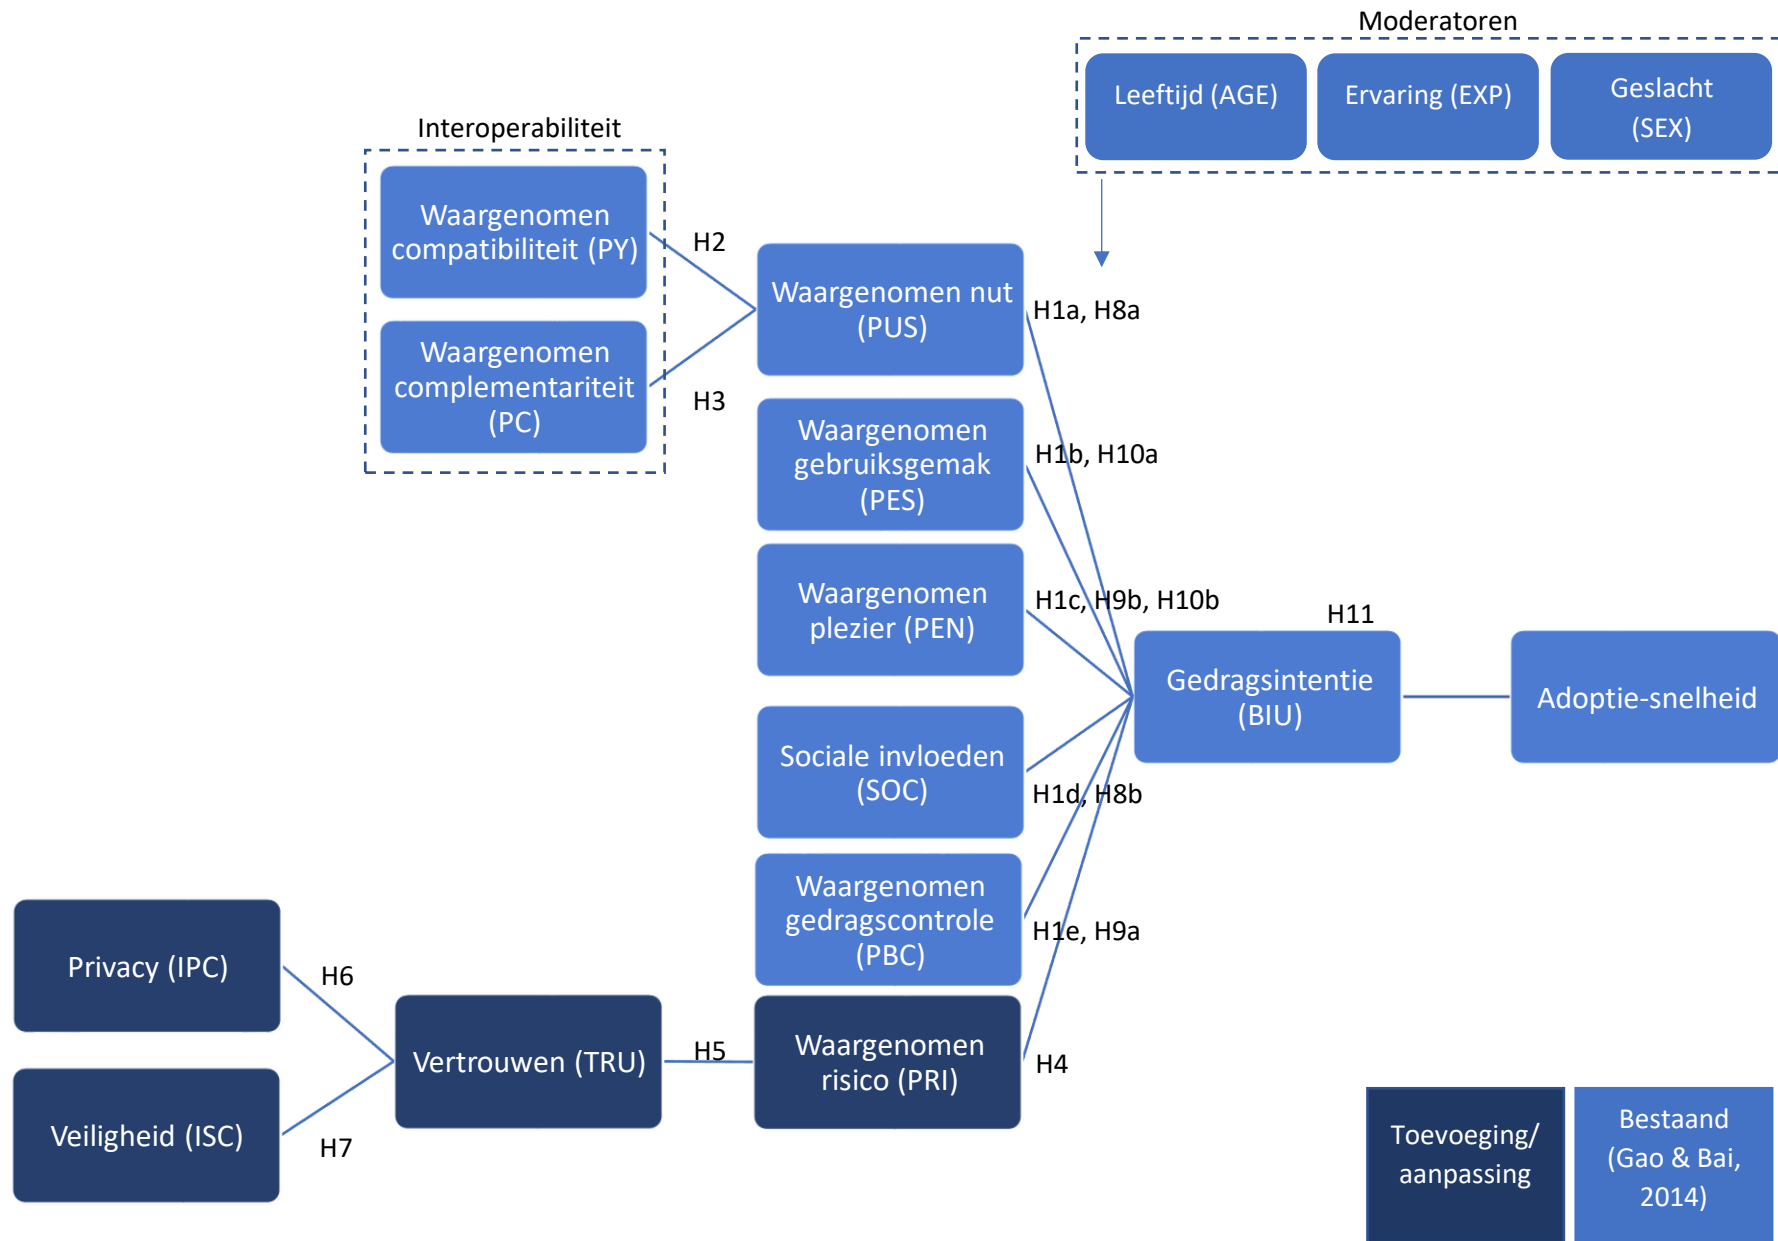 Moderatoren
Leeftijd (AGE)
Ervaring (EXP)
Geslacht
(SEX)
Interoperabiliteit
Waargenomen
compatibiliteit (PY)
H2
Waargenomen
complementariteit
(PC)
H3
Waargenomen nut
(PUS)
H1a, H8a
Waargenomen
gebruiksgemak
(PES)
H1b, H10a
Waargenomen
plezier (PEN)
H1c, H9b, H10b
Sociale invloeden
(SOC)
H1d, H8b
Waargenomen
gedragscontrole
(PBC)
H1e, H9a
Gedragsintentie
(BIU)
H11
Adoptie-snelheid
Privacy (IPC)
H6
Veiligheid (ISC)
H7
Vertrouwen (TRU)
H5
Waargenomen
risico (PRI)
H4
Toevoeging/
aanpassing
Bestaand
(Gao & Bai,
2014)